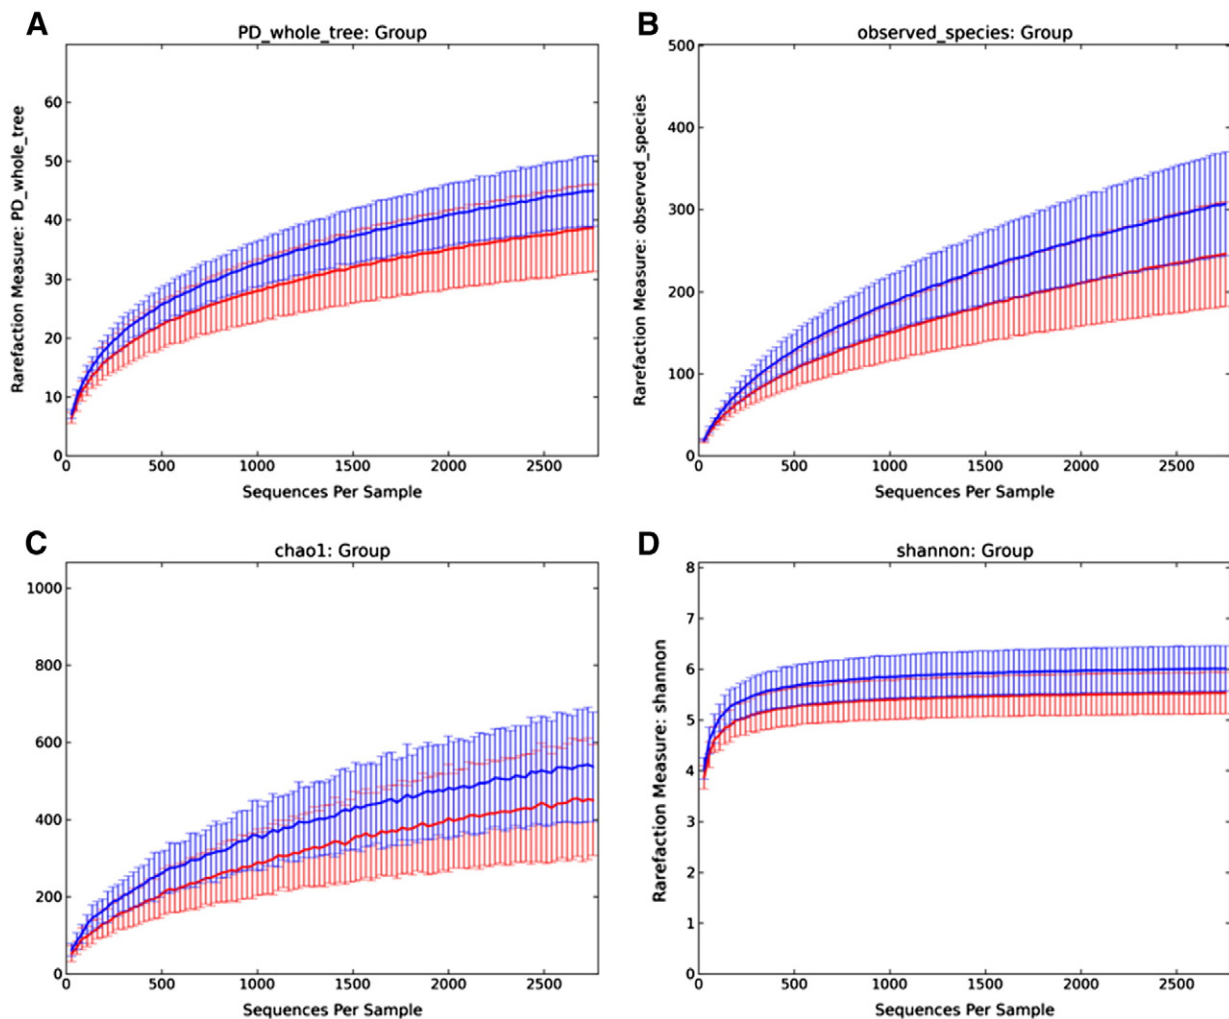 A
PD_whole_tree: Group
Rarefaction Measure: PD_whole_tree
60
50
40
30
20
10
0
0 500 1000 1500 2000 2500
Sequences Per Sample
B
observed_species: Group
Rarefaction Measure: observed_species
500
400
300
200
100
0
0 500 1000 1500 2000 2500
Sequences Per Sample
C
chao1: Group
1000
800
600
400
200
0
0 500 1000 1500 2000 2500
Sequences Per Sample
D
shannon: Group
Rarefaction Measure: shannon
8
7
6
5
4
3
2
1
0
0 500 1000 1500 2000 2500
Sequences Per Sample